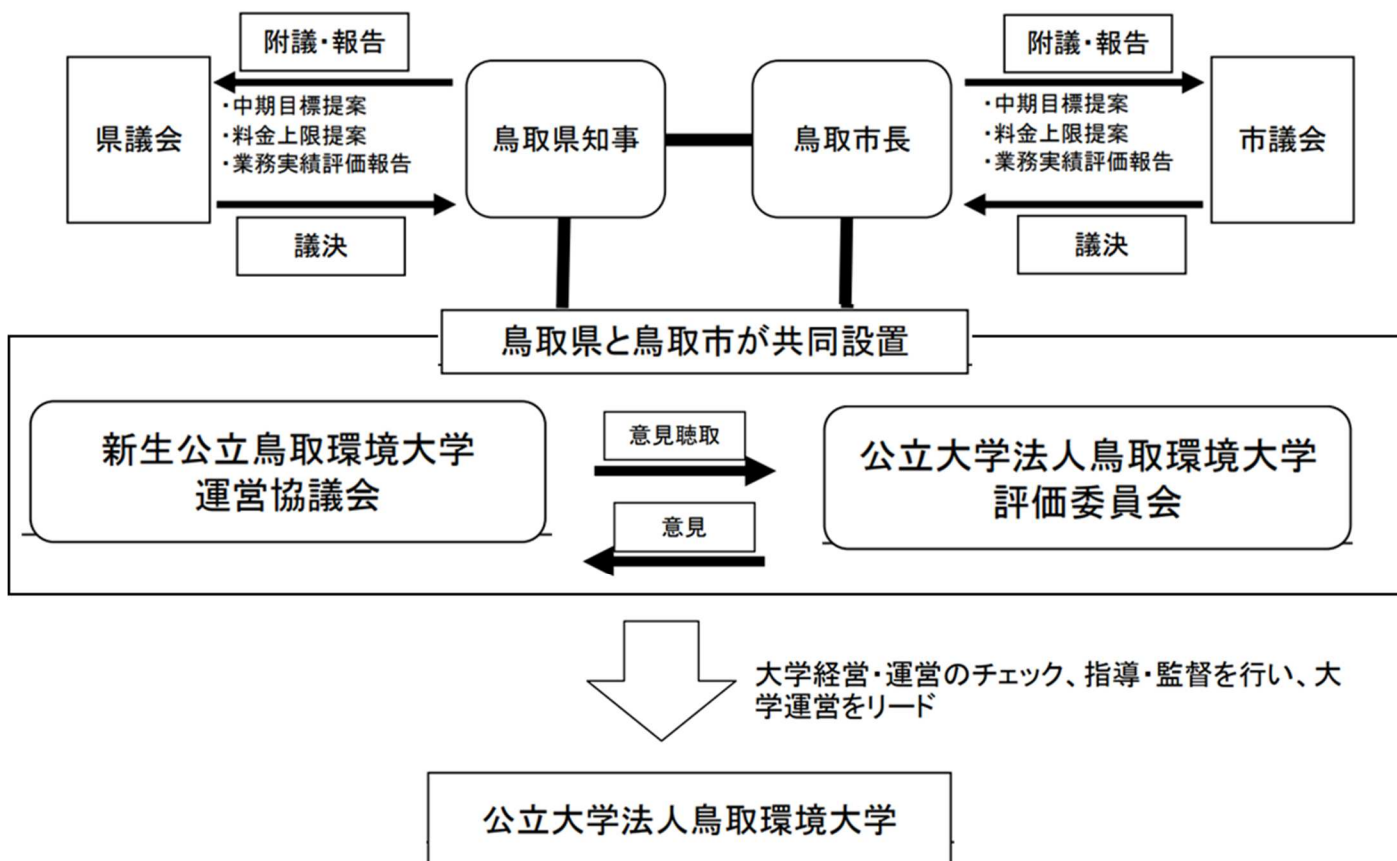 附議・報告
附議・報告
県議会
・中期目標提案
・料金上限提案
・業務実績評価報告
鳥取県知事
鳥取市長
・中期目標提案
・料金上限提案
・業務実績評価報告
市議会
議決
議決
鳥取県と鳥取市が共同設置
新生公立鳥取環境大学
運営協議会
意見聴取
意見
公立大学法人鳥取環境大学
評価委員会
大学経営・運営のチェック、指導・監督を行い、大
学運営をリード
公立大学法人鳥取環境大学